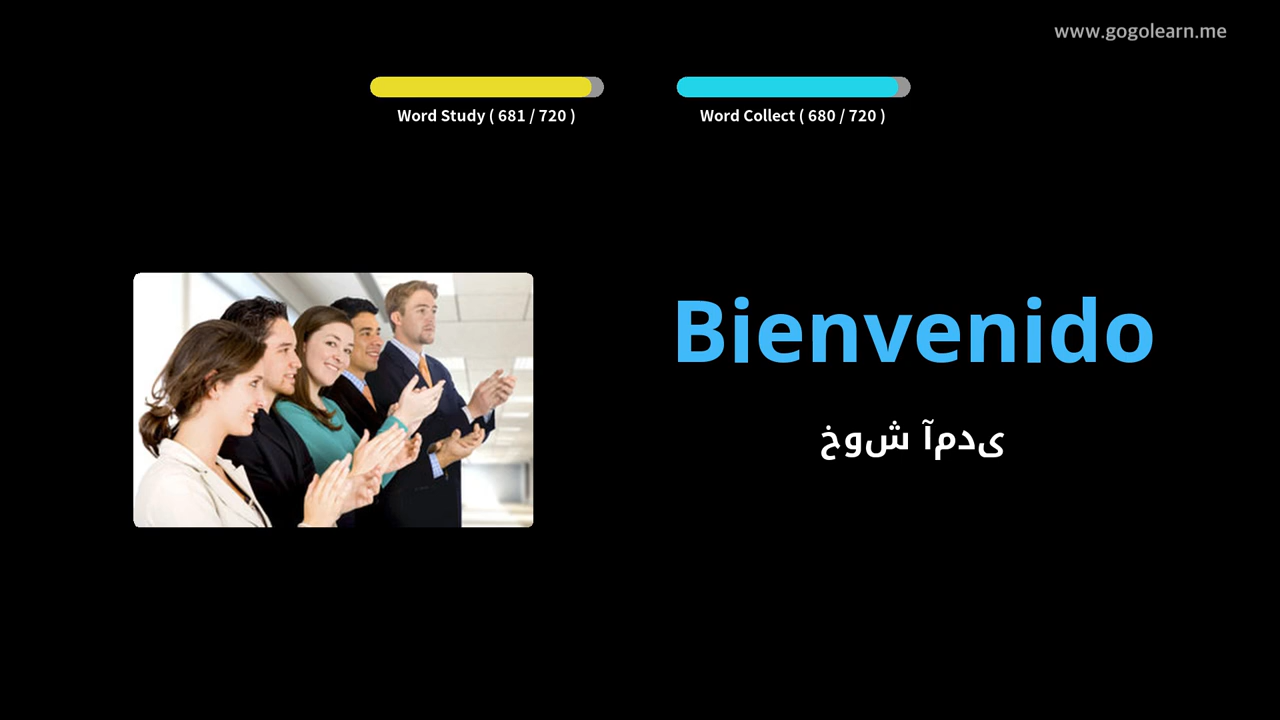 www.gogolearn.me
Word Study ( 681 / 720 )
Word Collect ( 680 / 720 )
Bienvenido
خوش آمدی